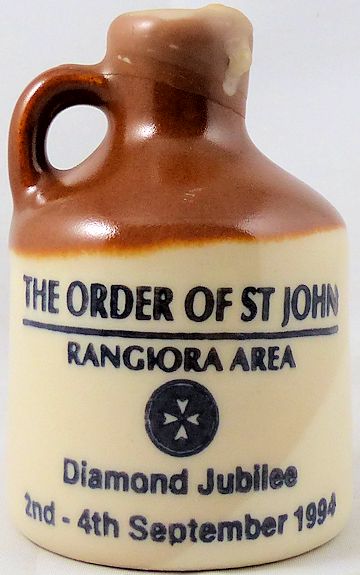 THE ORDER OF ST JOHN
RANGIORA AREA
Diamond Jubilee
2nd - 4th September 1994